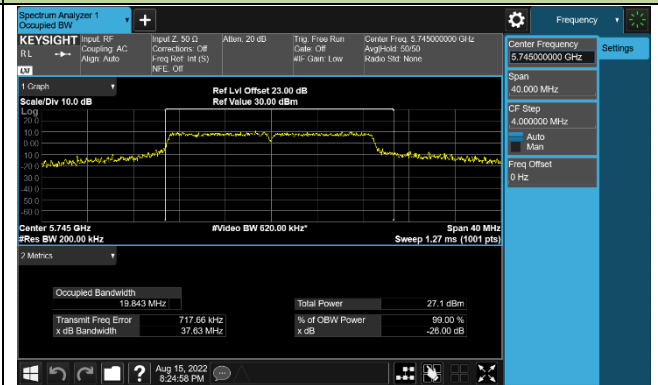 Spectrum Analyzer 1
Occupied BW
+
Frequency
KEYSIGHT
RL
LXI
Input: RF
Coupling: AC
Align: Auto
Input Z: 50 Ω
Corrections: Off
Freq Ref: Int (S)
NFE: Off
Atten: 20 dB
Trig: Free Run
Gate: Off
#IF Gain: Low
Center Freq: 5.745000000 GHz
Avg|Hold: 50/50
Radio Std: None
Center Frequency
5.745000000 GHz
Settings
Span
40.000 MHz
CF Step
4.000000 MHz
Auto
Man
Freq Offset
0 Hz
1 Graph
Scale/Div 10.0 dB
Ref Lvl Offset 23.00 dB
Ref Value 30.00 dBm
Log
20.0
10.0
0.00
-10.0
-20.0
-30.0
-40.0
-50.0
-60.0
Center 5.745 GHz
#Res BW 200.00 kHz
#Video BW 620.00 kHz*
Span 40 MHz
Sweep 1.27 ms (1001 pts)
2 Metrics
Occupied Bandwidth
19.843 MHz
Total Power
27.1 dBm
Transmit Freq Error
717.66 kHz
% of OBW Power
99.00 %
x dB Bandwidth
37.63 MHz
x dB
-26.00 dB
?
Aug 15, 2022
8:24:58 PM